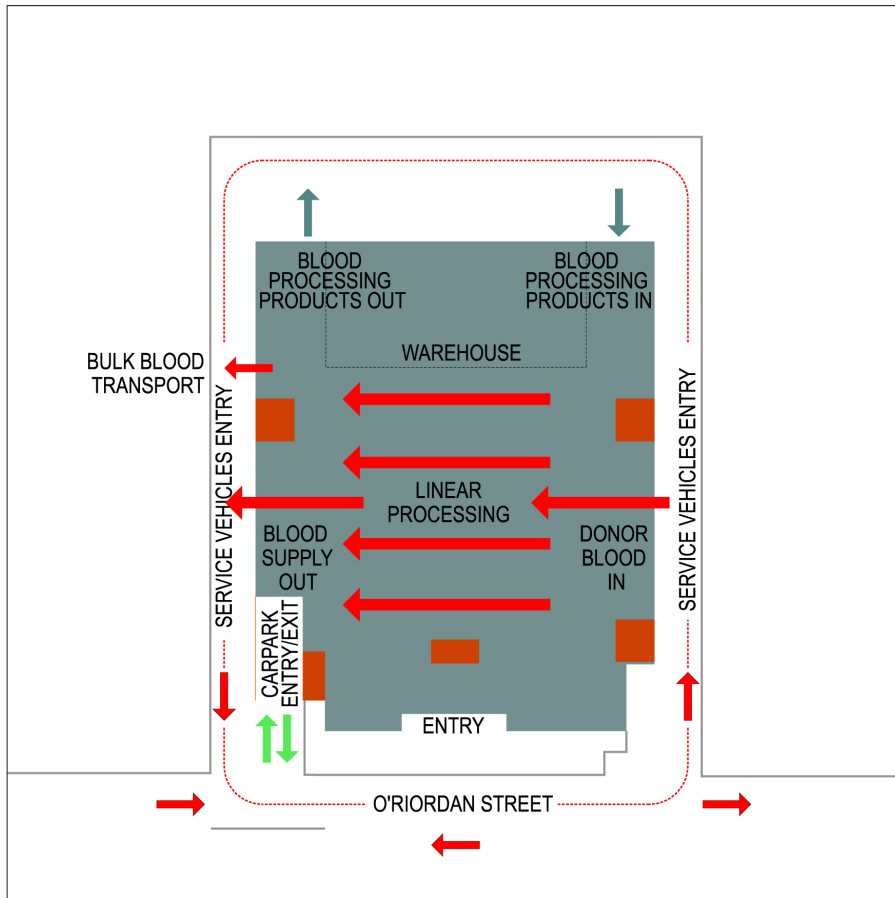 BLOOD
PROCESSING
PRODUCTS OUT
BLOOD
PROCESSING
PRODUCTS IN
WAREHOUSE
BULK BLOOD
TRANSPORT
SERVICE VEHICLES ENTRY
SERVICE VEHICLES ENTRY
LINEAR
PROCESSING
BLOOD
SUPPLY
OUT
DONOR
BLOOD
IN
CARPARK
ENTRY/EXIT
ENTRY
O'RIORDAN STREET